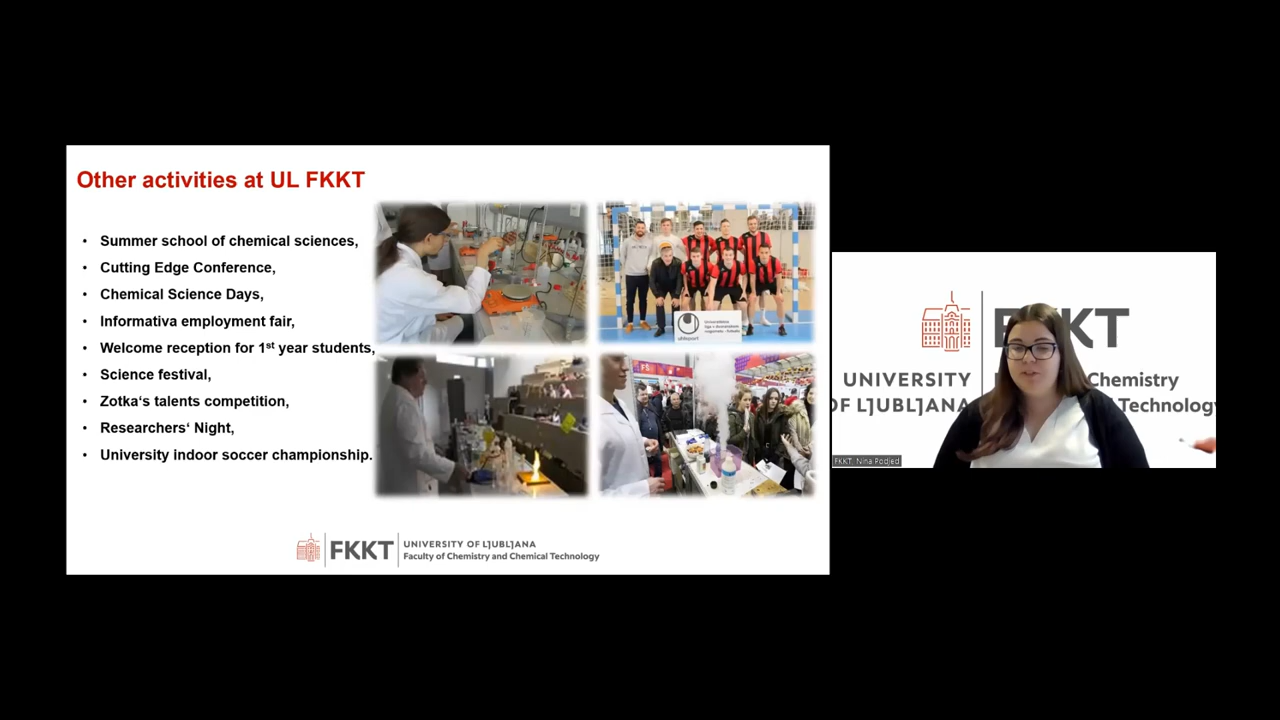 Other activities at UL FKKT
• Summer school of chemical sciences,
• Cutting Edge Conference,
• Chemical Science Days,
• Informativa employment fair,
• Welcome reception for 1st year students,
• Science festival,
• Zotka‘s talents competition,
• Researchers‘ Night,
• University indoor soccer championship.
uhlsport
FKKT
UNIVERSITY OF LJUBLJANA
Faculty of Chemistry and Chemical Technology
FKKT
UNIVERSITY
OF LJUBLJANA
Chemistry
Technology
FKKT, Nina Podjed